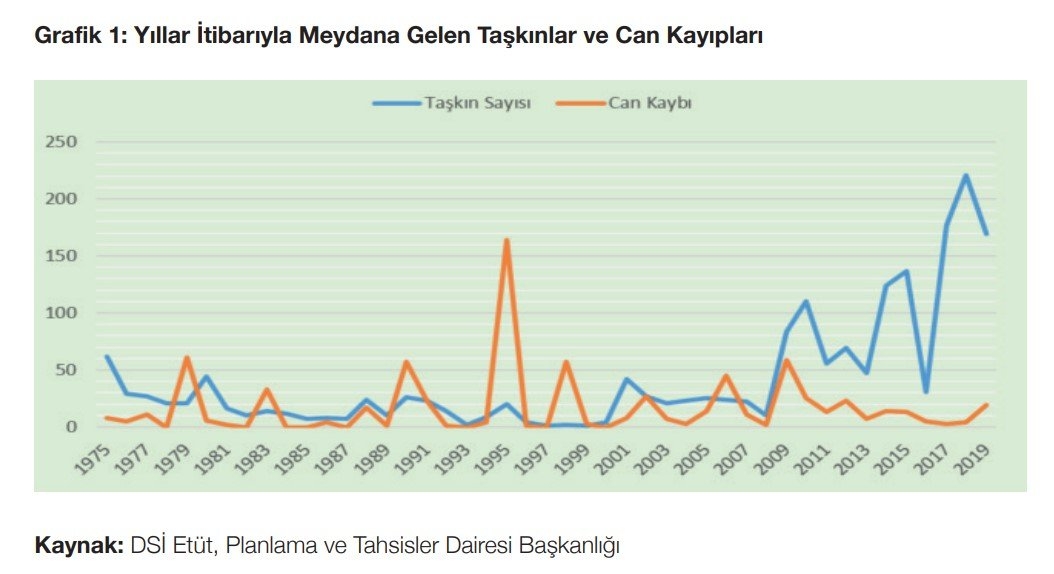 Grafik 1: Yıllar İtibarıyla Meydana Gelen Taşkınlar ve Can Kayıpları
Taşkın Sayısı Can Kaybı
250
200
150
100
50
0
1975 1977 1979 1981 1983 1985 1987 1989 1991 1993 1995 1997 1999 2001 2003 2005 2007 2009 2011 2013 2015 2017 2019
Kaynak: DSİ Etüt, Planlama ve Tahsisler Dairesi Başkanlığı